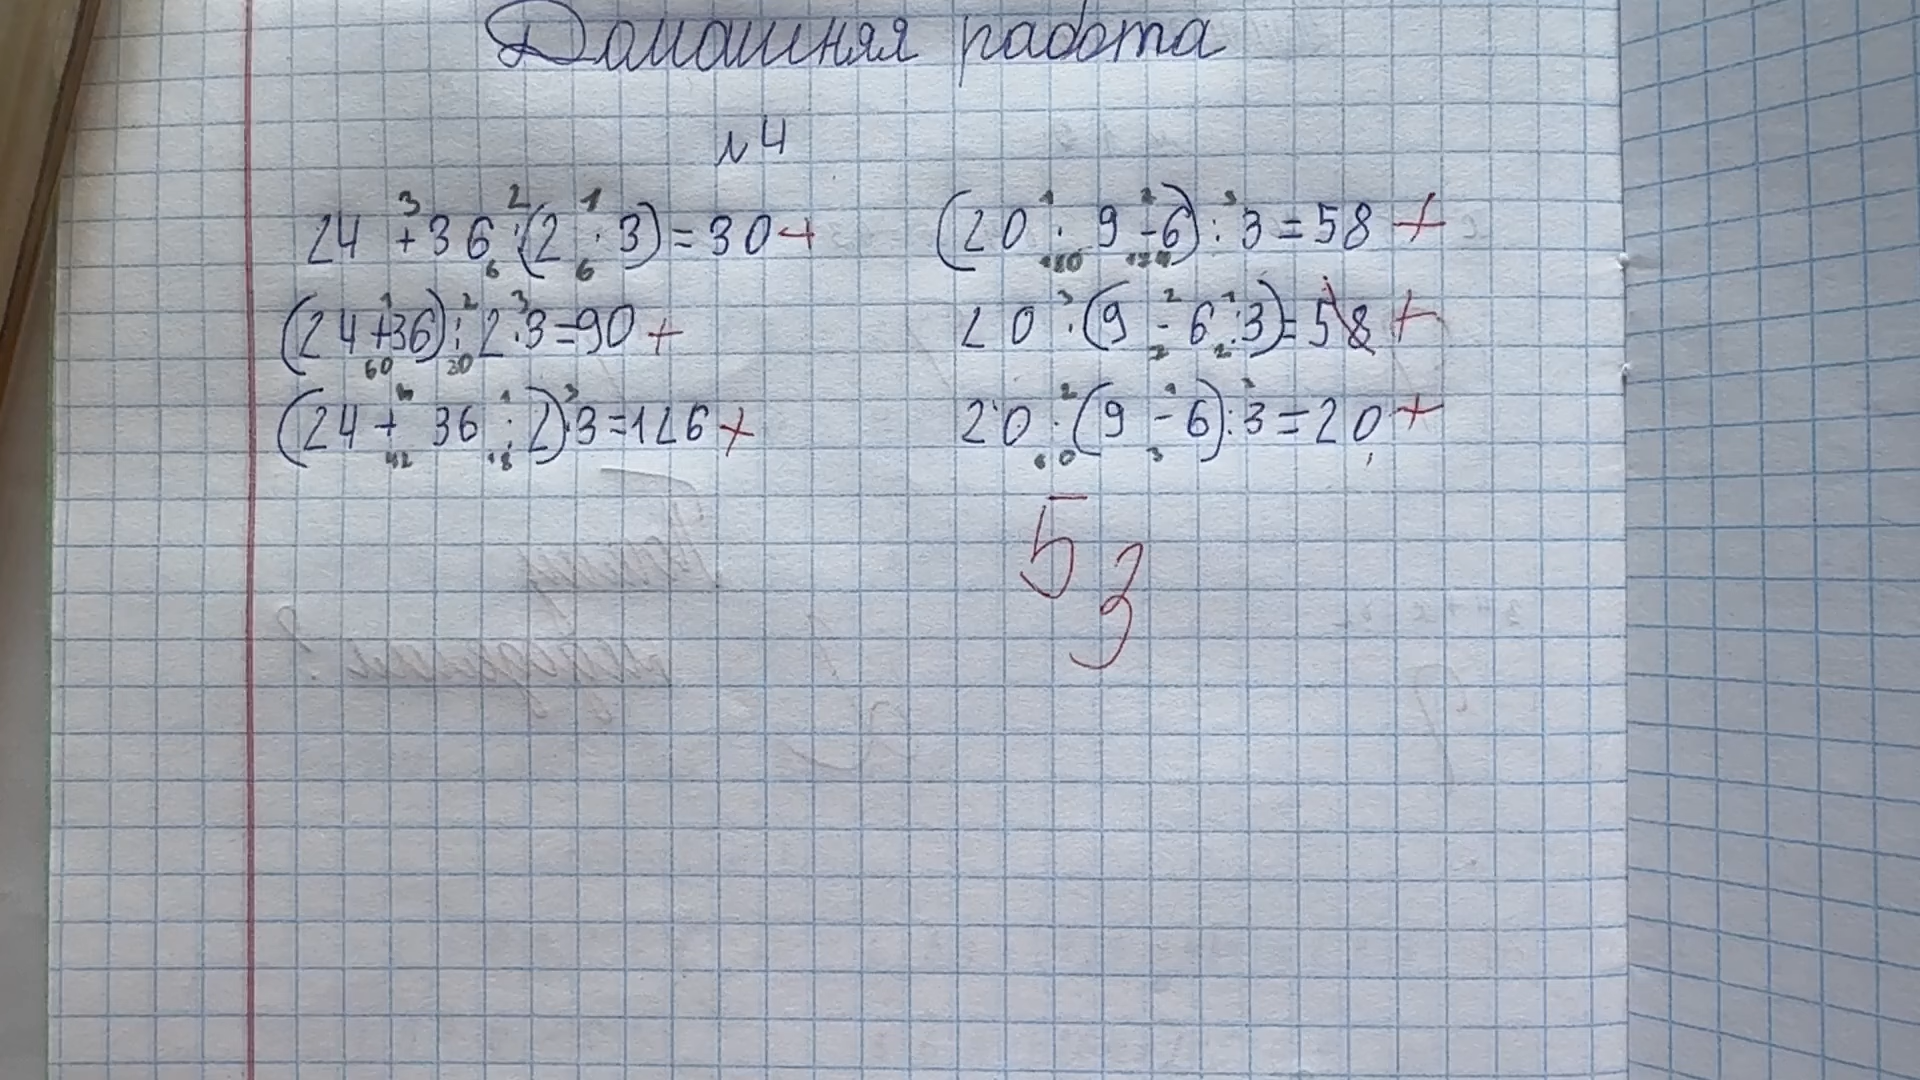 Домашняя работа
№4
24 + 36 : (2 · 3) = 30 +
(24 + 36) : 2 · 3 = 90 +
(24 + 36 : 2) · 3 = 126 +
(20 · 9 - 6) : 3 = 58 +
20 · (9 - 6 : 3) = 58 +
20 · (9 - 6) : 3 = 20 +
5
3